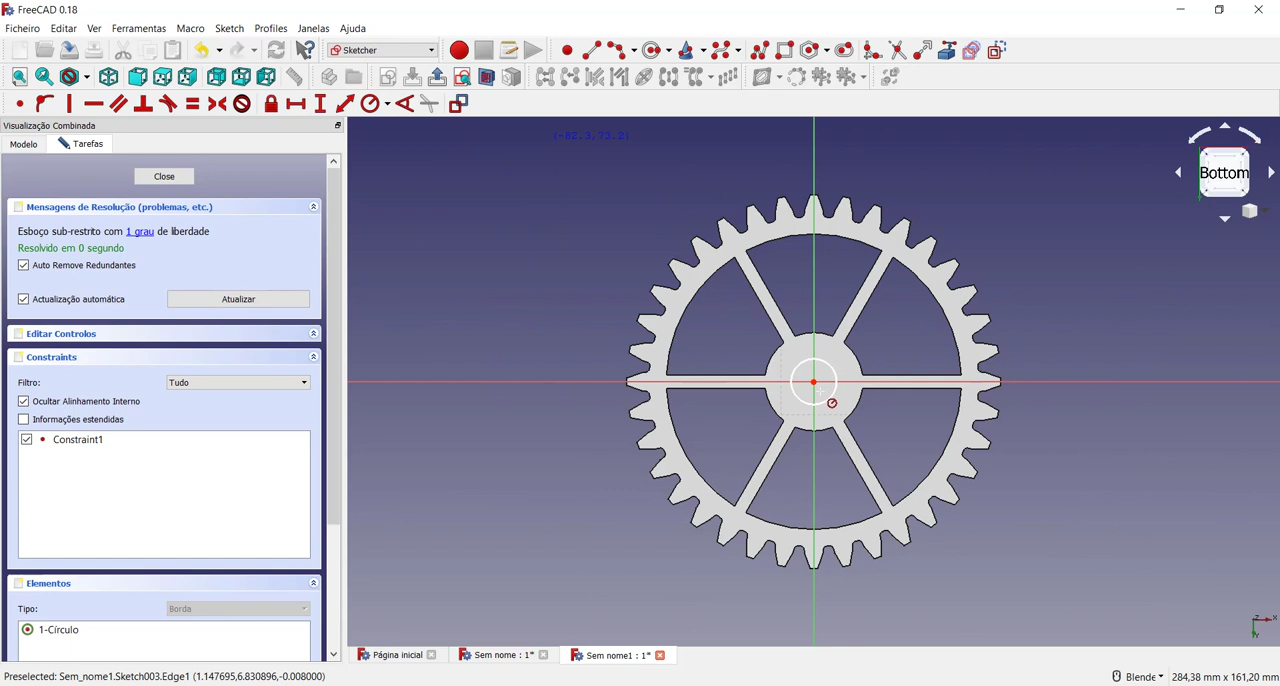 FreeCAD 0.18
Ficheiro Editar Ver Ferramentas Macro Sketch Profiles Janelas Ajuda
Sketcher
Visualização Combinada
Modelo Tarefas
Close
Mensagens de Resolução (problemas, etc.)
Esboço sub-restrito com 1 grau de liberdade
Resolvido em 0 segundo
Auto Remove Redundantes
Actualização automática Atualizar
Editar Controlos
Constraints
Filtro: Tudo
Ocultar Alinhamento Interno
Informações estendidas
Constraint1
Elementos
Tipo: Borda
1-Círculo
(-82.3,73.2)
Bottom
Z X
Y
Página inicial Sem nome : 1* Sem nome1 : 1*
Preselected: Sem_nome1.Sketch003.Edge1 (1.147695,6.830896,-0.008000) Blende 284,38 mm x 161,20 mm